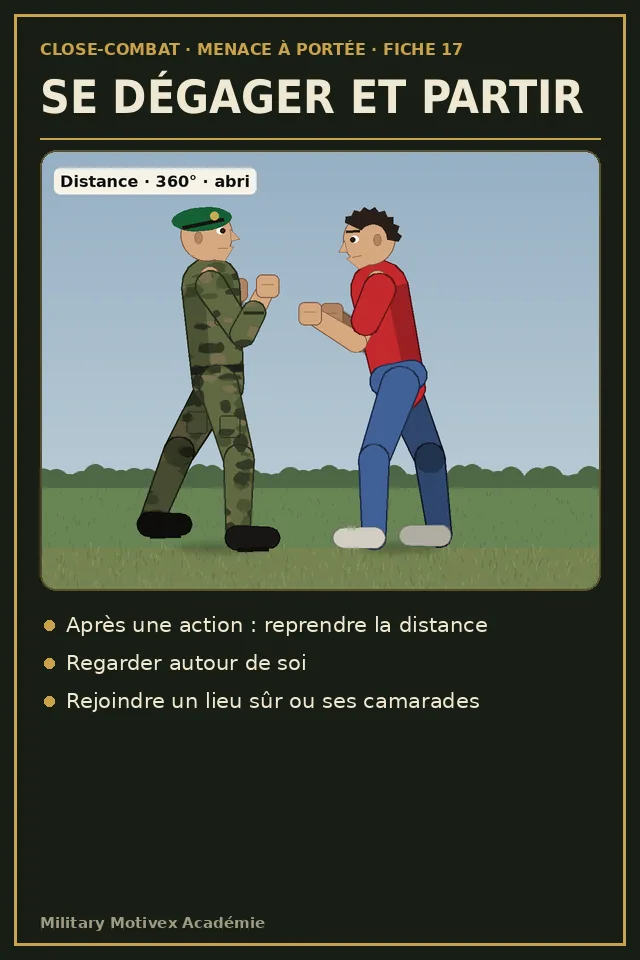 CLOSE-COMBAT · MENACE À PORTÉE · FICHE 17
SE DÉGAGER ET PARTIR
Distance · 360° · abri
Après une action : reprendre la distance
Regarder autour de soi
Rejoindre un lieu sûr ou ses camarades
Military Motivex Académie